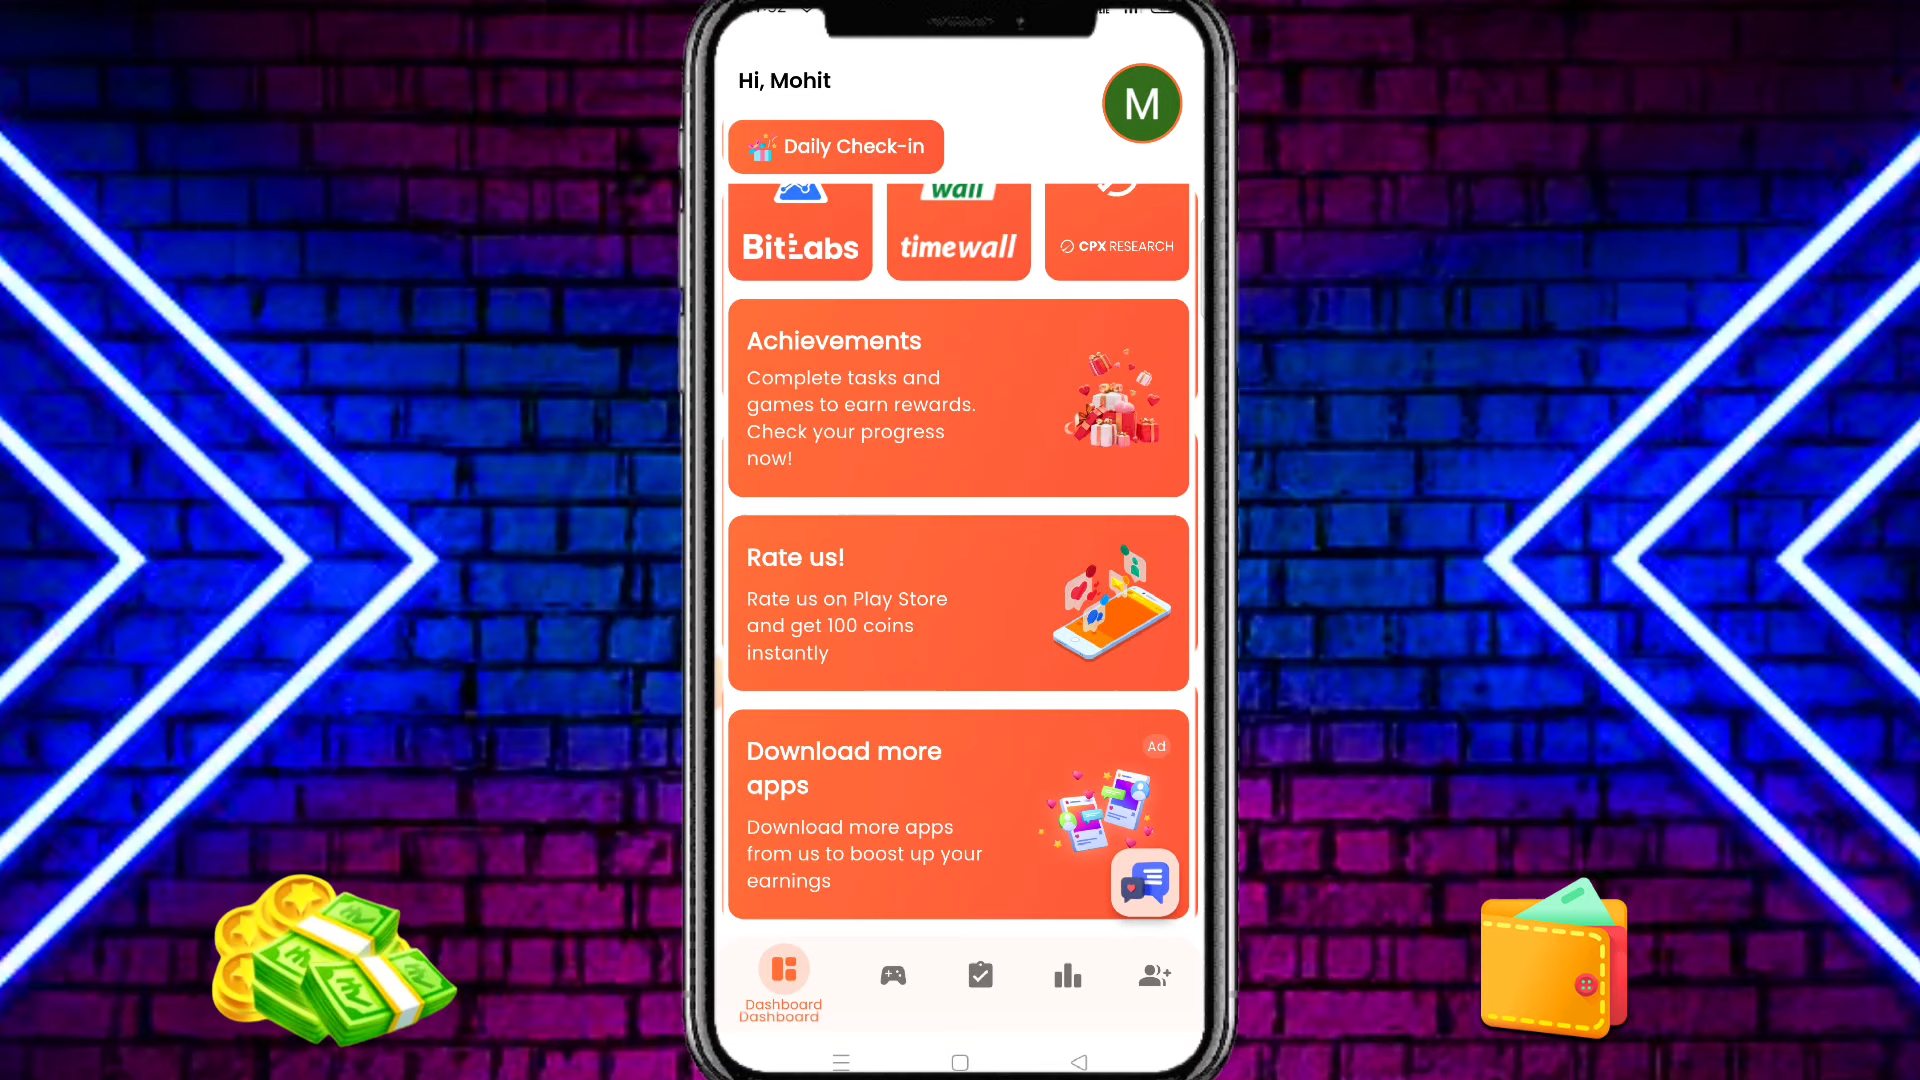 Hi, Mohit
M
Daily Check-in
wall
BitLabs
timewall
CPX RESEARCH
Achievements
Complete tasks and
games to earn rewards.
Check your progress
now!
Rate us!
Rate us on Play Store
and get 100 coins
instantly
Download more
apps
Ad
Download more apps
from us to boost up your
earnings
Dashboard
Dashboard